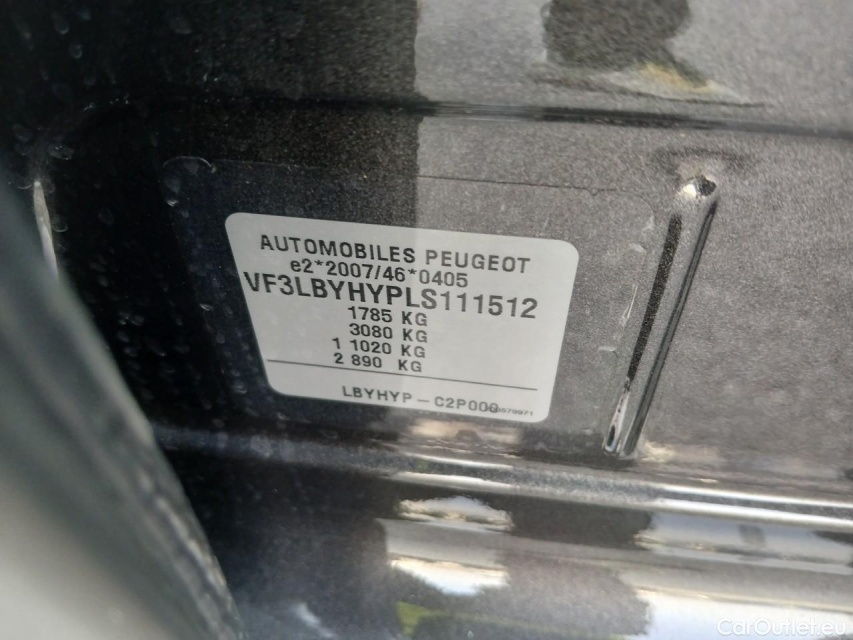 AUTOMOBILES PEUGEOT
e2*2007/46*0405
VF3LBYHYPLS111512
1785 KG
3080 KG
1 1020 KG
2 890 KG
LBYHYP - C2P000
CarOutlet.eu